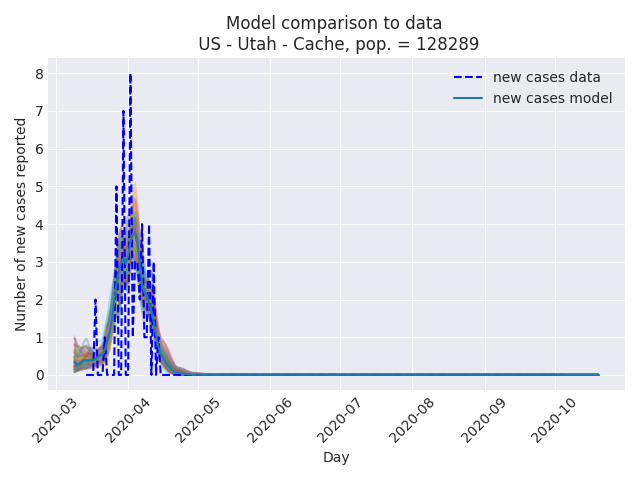 Model comparison to data
US - Utah - Cache, pop. = 128289
new cases data
new cases model
Number of new cases reported
8
7
6
5
4
3
2
1
0
2020-03
2020-04
2020-05
2020-06
2020-07
2020-08
2020-09
2020-10
Day